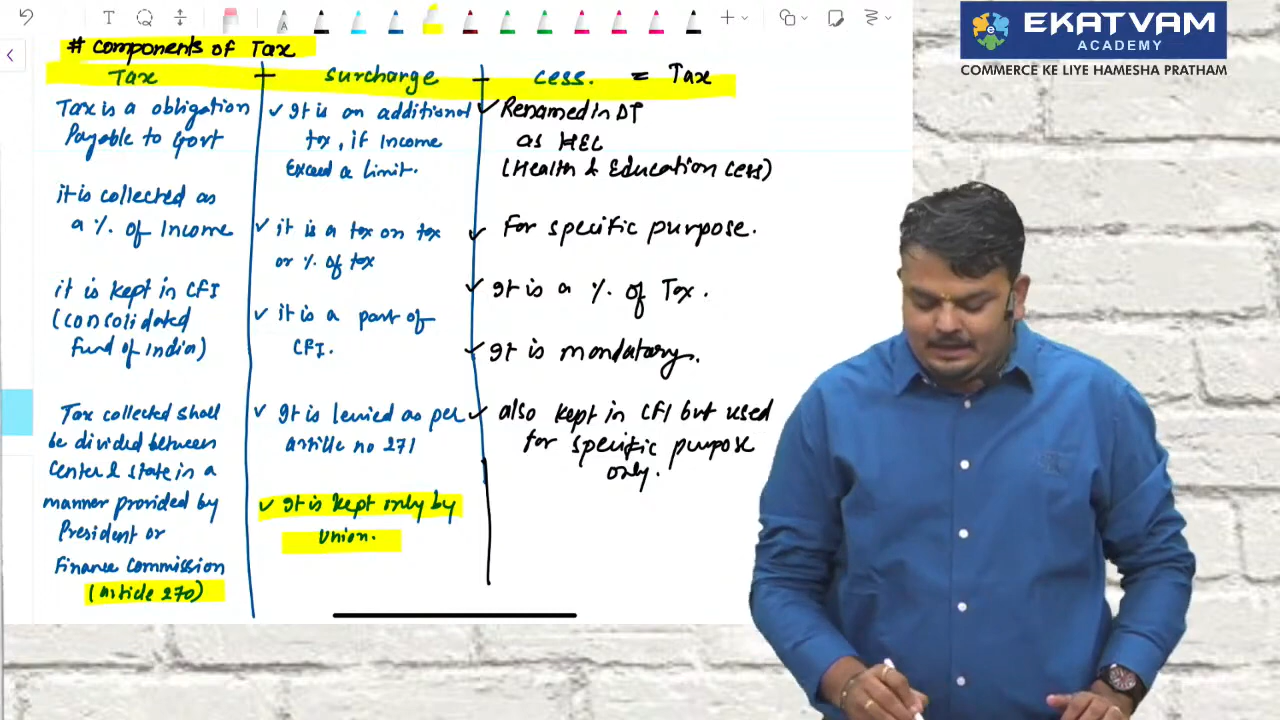 EKATVAM
ACADEMY
COMMERCE KE LIYE HAMESHA PRATHAM
# Components of Tax
Tax + Surcharge + Cess. = Tax
Tax is a obligation
Payable to Govt
it is collected as
a %. of Income
it is kept in CFI
(Consolidated
fund of India)
Tax collected shall
be divided between
Center & state in a
manner provided by
President or
Finance Commission
(Article 270)
✓ It is an additional
tax, if Income
Exceed a limit.
✓ it is a tax on tax
or %. of tax
✓ it is a part of
CFI.
✓ It is levied as per
article no 271
✓ It is kept only by
Union.
✓ Renamed in DT
as HEC
(Health & Education Cess)
✓ For specific purpose.
✓ It is a %. of Tax.
✓ It is mandatory.
✓ also kept in CFI but used
for specific purpose
only.